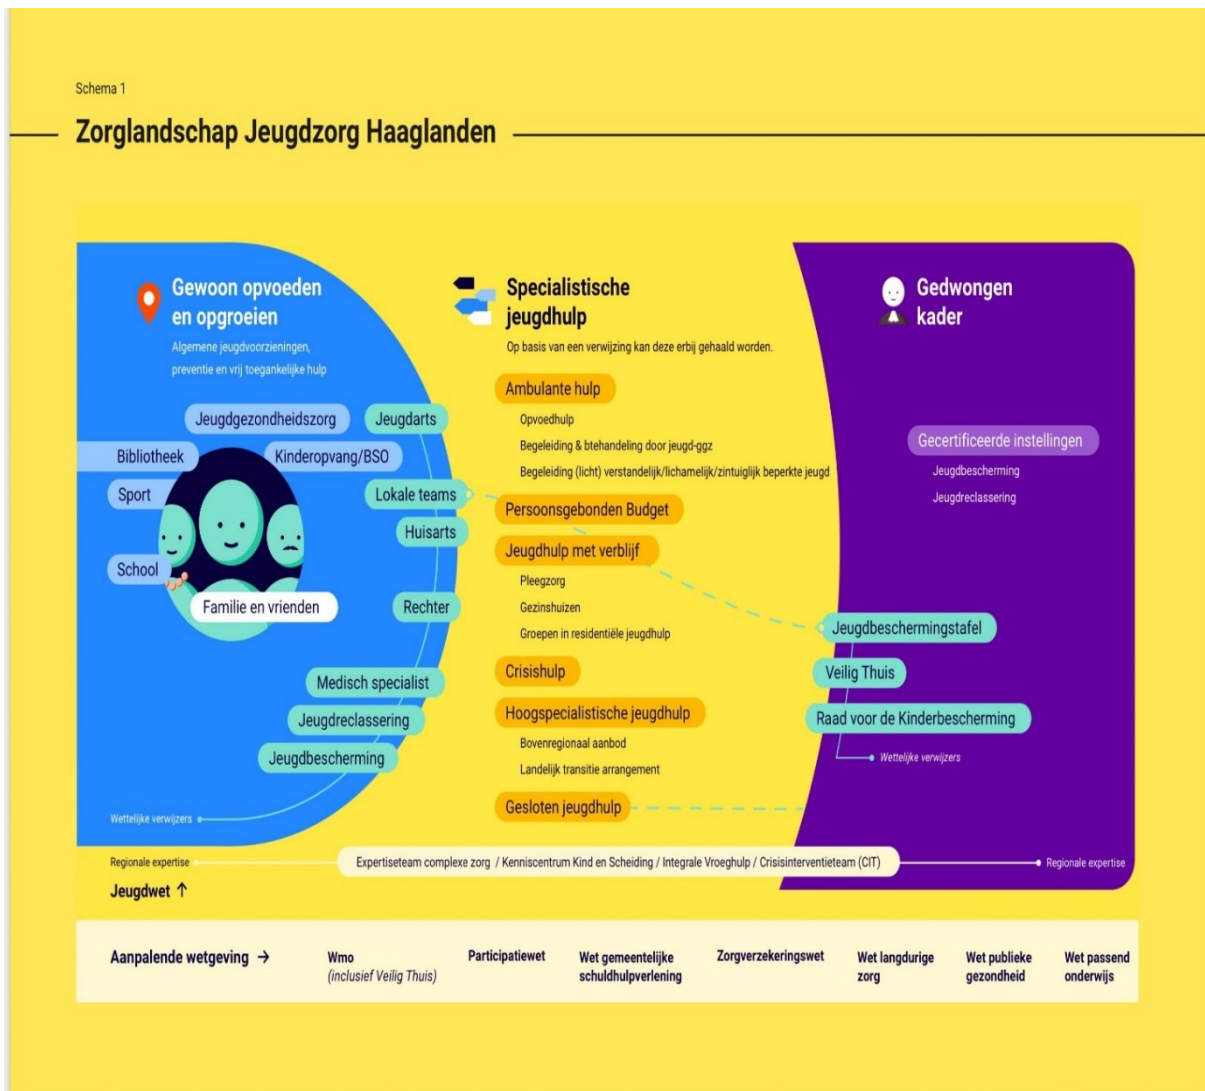 Schema 1
Zorglandschap Jeugdzorg Haaglanden
Gewoon opvoeden
en opgroeien
Algemene jeugdvoorzieningen,
preventie en vrij toegankelijke hulp
Jeugdgezondheidszorg
Jeugdarts
Bibliotheek
Kinderopvang/BSO
Sport
Lokale teams
Huisarts
School
Familie en vrienden
Rechter
Medisch specialist
Jeugdreclassering
Jeugdbescherming
Wettelijke verwijzers
Specialistische
jeugdhulp
Op basis van een verwijzing kan deze erbij gehaald worden.
Ambulante hulp
Opvoedhulp
Begeleiding & btehandeling door jeugd-ggz
Begeleiding (licht) verstandelijk/lichamelijk/zintuiglijk beperkte jeugd
Persoonsgebonden Budget
Jeugdhulp met verblijf
Pleegzorg
Gezinshuizen
Groepen in residentiële jeugdhulp
Crisishulp
Hoogspecialistische jeugdhulp
Bovenregionaal aanbod
Landelijk transitie arrangement
Gesloten jeugdhulp
Gedwongen
kader
Gecertificeerde instellingen
Jeugdbescherming
Jeugdreclassering
Jeugdbeschermingstafel
Veilig Thuis
Raad voor de Kinderbescherming
Wettelijke verwijzers
Regionale expertise
Expertiseteam complexe zorg / Kenniscentrum Kind en Scheiding / Integrale Vroeghulp / Crisisinterventieteam (CIT)
Regionale expertise
Jeugdwet ↑
Aanpalende wetgeving →
Wmo
(inclusief Veilig Thuis)
Participatiewet
Wet gemeentelijke
schuldhulpverlening
Zorgverzekeringswet
Wet langdurige
zorg
Wet publieke
gezondheid
Wet passend
onderwijs